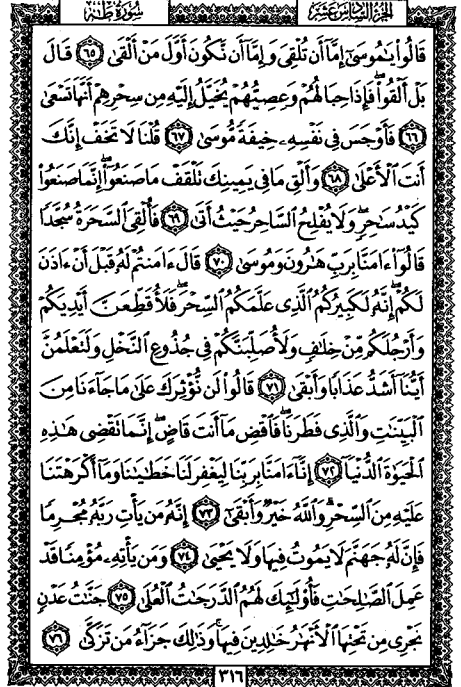 الجزء السادس عشر سورة طه
قَالُوا۟ يَـٰمُوسَىٰٓ إِمَّآ أَن تُلْقِىَ وَإِمَّآ أَن نَّكُونَ أَوَّلَ مَنْ أَلْقَىٰ ۝٦٥ قَالَ
بَلْ أَلْقُوا۟ ۖ فَإِذَا حِبَالُهُمْ وَعِصِيُّهُمْ يُخَيَّلُ إِلَيْهِ مِن سِحْرِهِمْ أَنَّهَا تَسْعَىٰ
۝٦٦ فَأَوْجَسَ فِى نَفْسِهِۦ خِيفَةً مُّوسَىٰ ۝٦٧ قُلْنَا لَا تَخَفْ إِنَّكَ
أَنتَ ٱلْأَعْلَىٰ ۝٦٨ وَأَلْقِ مَا فِى يَمِينِكَ تَلْقَفْ مَا صَنَعُوٓا۟ ۖ إِنَّمَا صَنَعُوا۟
كَيْدُ سَـٰحِرٍ ۖ وَلَا يُفْلِحُ ٱلسَّاحِرُ حَيْثُ أَتَىٰ ۝٦٩ فَأُلْقِىَ ٱلسَّحَرَةُ سُجَّدًا
قَالُوٓا۟ ءَامَنَّا بِرَبِّ هَـٰرُونَ وَمُوسَىٰ ۝٧٠ قَالَ ءَامَنتُمْ لَهُۥ قَبْلَ أَنْ ءَاذَنَ
لَكُمْ ۖ إِنَّهُۥ لَكَبِيرُكُمُ ٱلَّذِى عَلَّمَكُمُ ٱلسِّحْرَ ۖ فَلَأُقَطِّعَنَّ أَيْدِيَكُمْ
وَأَرْجُلَكُم مِّنْ خِلَـٰفٍ وَلَأُصَلِّبَنَّكُمْ فِى جُذُوعِ ٱلنَّخْلِ وَلَتَعْلَمُنَّ
أَيُّنَآ أَشَدُّ عَذَابًا وَأَبْقَىٰ ۝٧١ قَالُوا۟ لَن نُّؤْثِرَكَ عَلَىٰ مَا جَآءَنَا مِنَ
ٱلْبَيِّنَـٰتِ وَٱلَّذِى فَطَرَنَا ۖ فَٱقْضِ مَآ أَنتَ قَاضٍ ۖ إِنَّمَا تَقْضِى هَـٰذِهِ
ٱلْحَيَوٰةَ ٱلدُّنْيَآ ۝٧٢ إِنَّآ ءَامَنَّا بِرَبِّنَا لِيَغْفِرَ لَنَا خَطَـٰيَـٰنَا وَمَآ أَكْرَهْتَنَا
عَلَيْهِ مِنَ ٱلسِّحْرِ ۗ وَٱللَّهُ خَيْرٌ وَأَبْقَىٰٓ ۝٧٣ إِنَّهُۥ مَن يَأْتِ رَبَّهُۥ مُجْرِمًا
فَإِنَّ لَهُۥ جَهَنَّمَ لَا يَمُوتُ فِيهَا وَلَا يَحْيَىٰ ۝٧٤ وَمَن يَأْتِهِۦ مُؤْمِنًا قَدْ
عَمِلَ ٱلصَّـٰلِحَـٰتِ فَأُو۟لَـٰٓئِكَ لَهُمُ ٱلدَّرَجَـٰتُ ٱلْعُلَىٰ ۝٧٥ جَنَّـٰتُ عَدْنٍ
تَجْرِى مِن تَحْتِهَا ٱلْأَنْهَـٰرُ خَـٰلِدِينَ فِيهَا ۚ وَذَٰلِكَ جَزَآءُ مَن تَزَكَّىٰ ۝٧٦
٣١٦